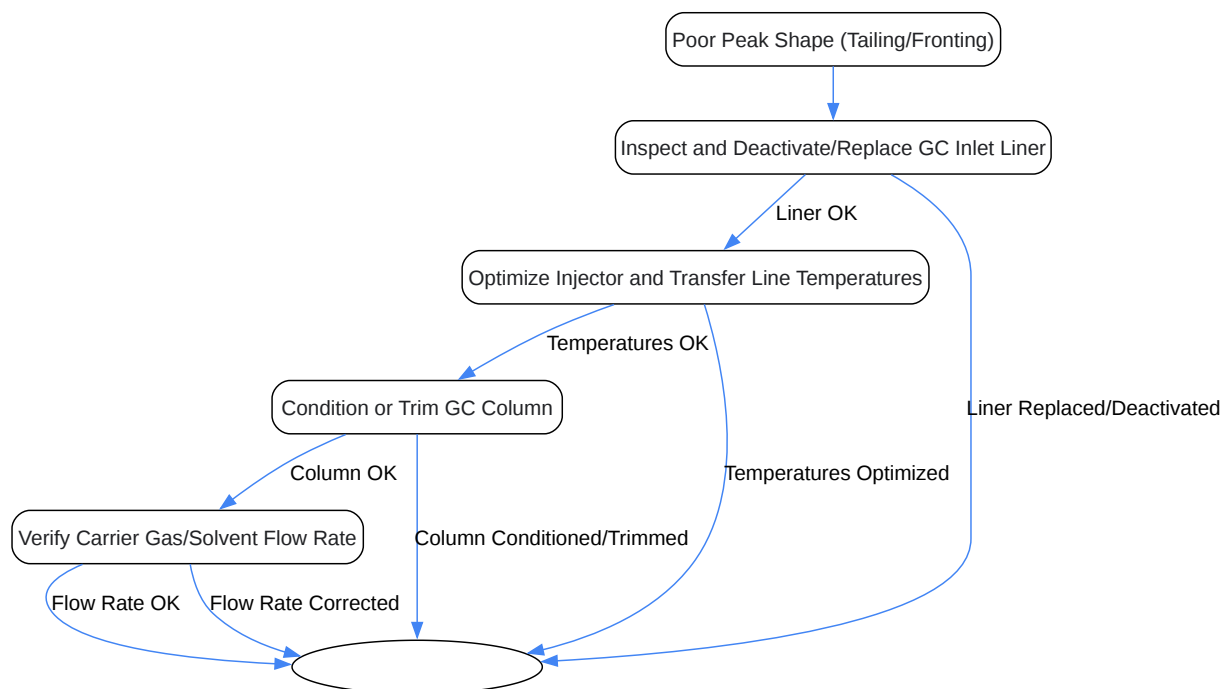 Poor Peak Shape (Tailing/Fronting)
Inspect and Deactivate/Replace GC Inlet Liner
Liner OK
Optimize Injector and Transfer Line Temperatures
Temperatures OK
Condition or Trim GC Column
Liner Replaced/Deactivated
Column OK
Temperatures Optimized
Verify Carrier Gas/Solvent Flow Rate
Column Conditioned/Trimmed
Flow Rate OK
Flow Rate Corrected